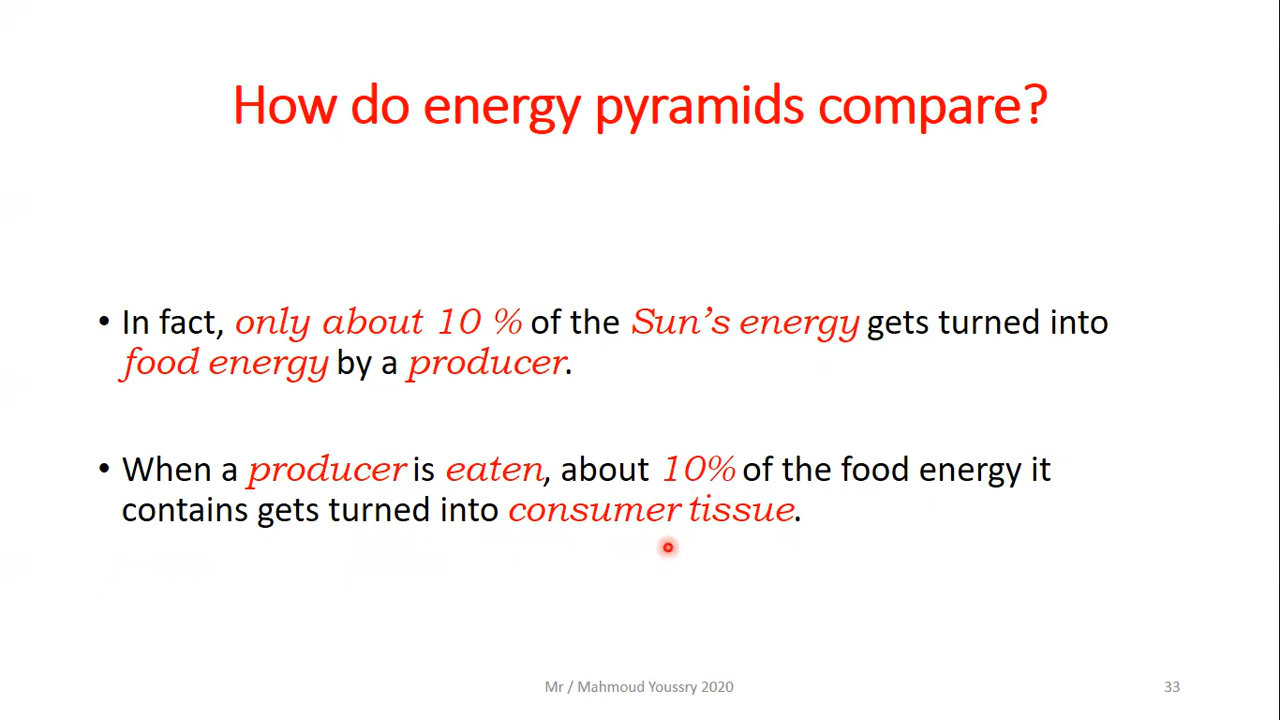 How do energy pyramids compare?
• In fact, only about 10 % of the Sun’s energy gets turned into
food energy by a producer.
• When a producer is eaten, about 10% of the food energy it
contains gets turned into consumer tissue.
Mr / Mahmoud Youssry 2020
33